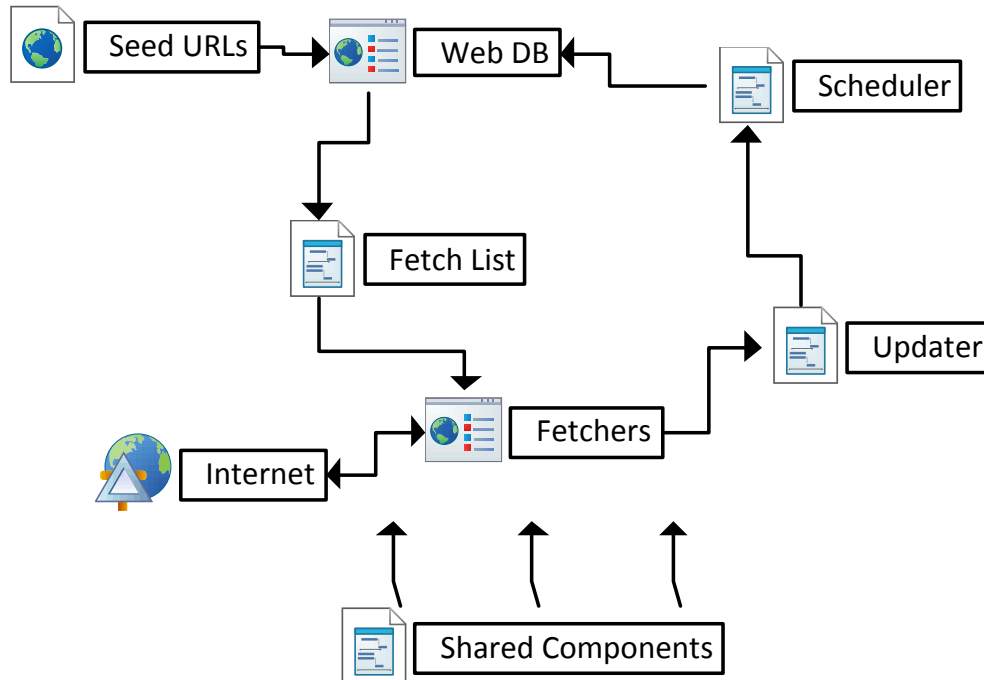 Seed URLs
Web DB
Scheduler
Fetch List
Updater
Fetchers
Internet
Shared Components